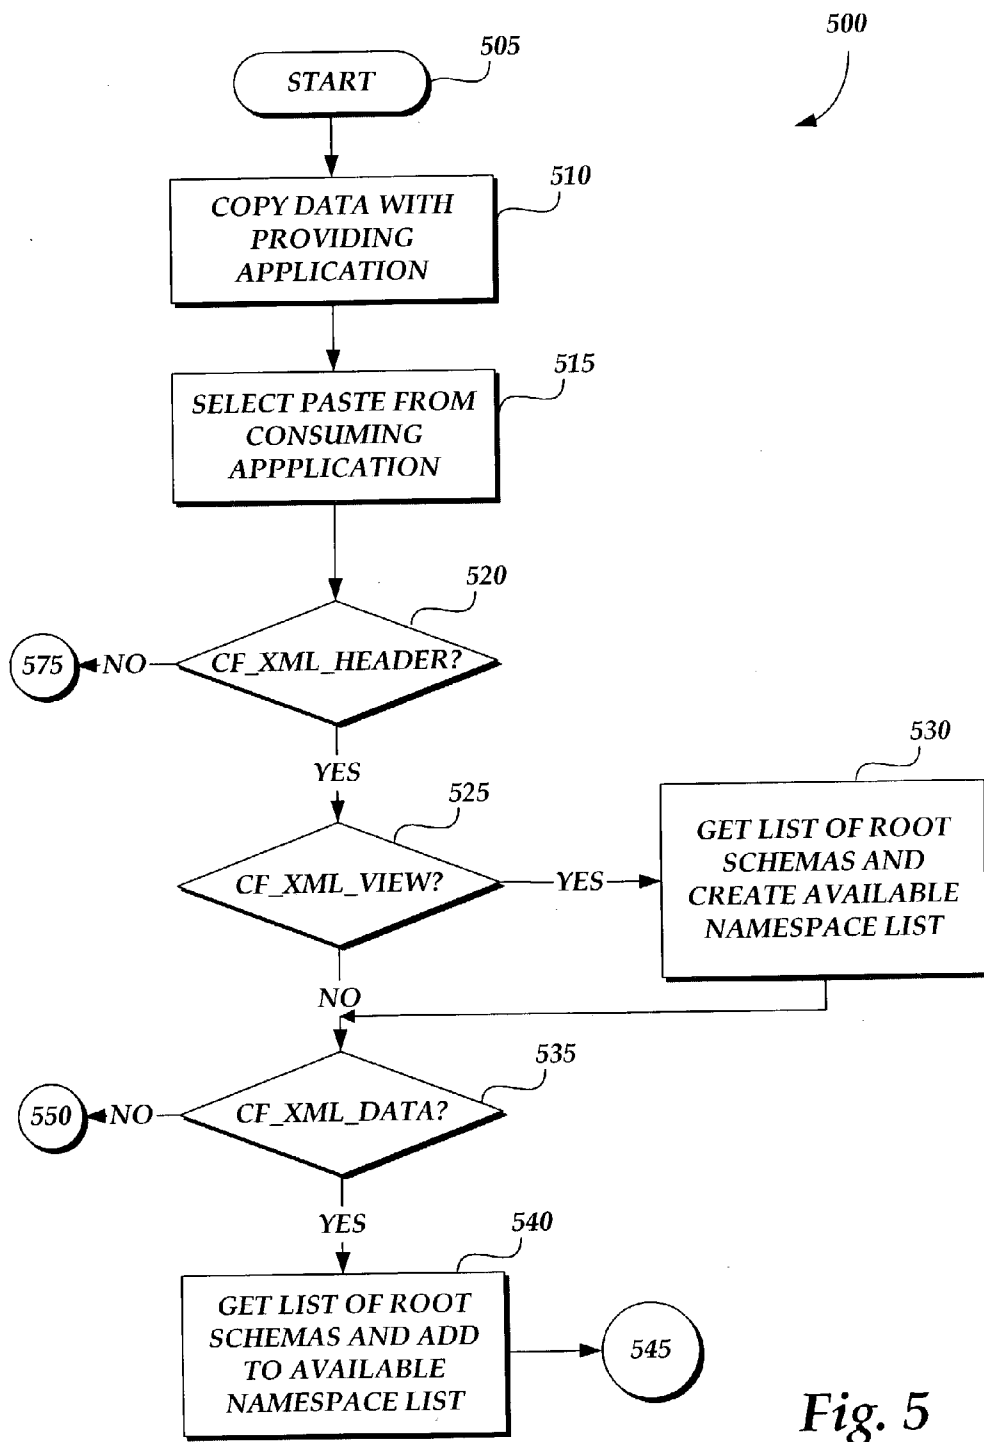 500
505
START
510
COPY DATA WITH
PROVIDING
APPLICATION
515
SELECT PASTE FROM
CONSUMING
APPPLICATION
520
CF_XML_HEADER?
NO
575
YES
525
CF_XML_VIEW?
YES
530
GET LIST OF ROOT
SCHEMAS AND
CREATE AVAILABLE
NAMESPACE LIST
NO
535
CF_XML_DATA?
NO
550
YES
540
GET LIST OF ROOT
SCHEMAS AND ADD
TO AVAILABLE
NAMESPACE LIST
545
Fig. 5